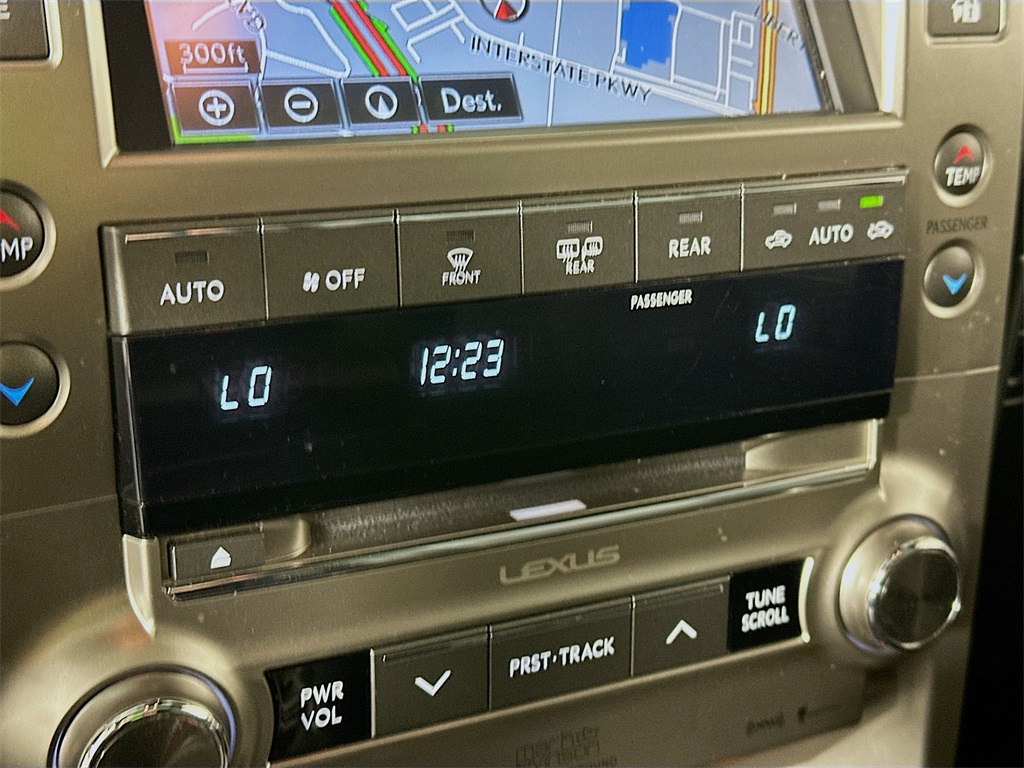 300ft
INTERSTATE PKWY
Dest.
TEMP
PASSENGER
AUTO
OFF
FRONT
REAR
REAR
AUTO
PASSENGER
LO
12:23
LO
LEXUS
PWR
VOL
PRST·TRACK
TUNE
SCROLL